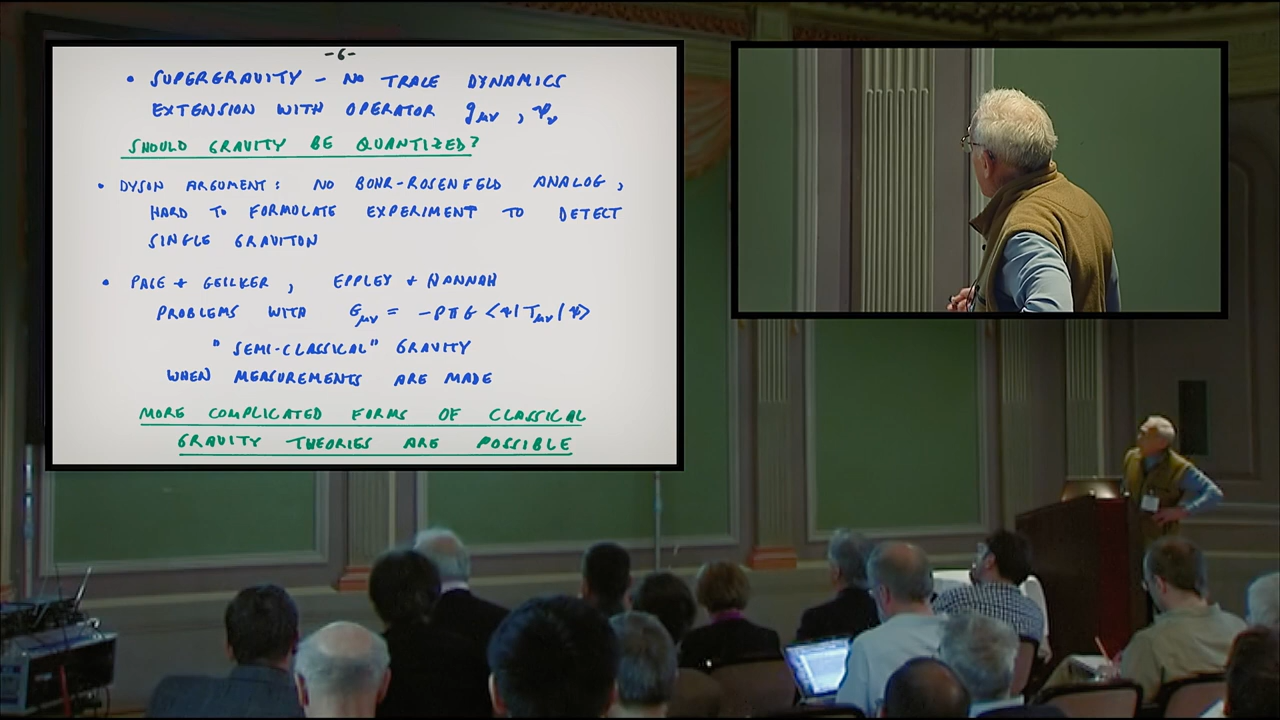 -6-
• SUPERGRAVITY – NO TRACE DYNAMICS
EXTENSION WITH OPERATOR gμν , ψν
SHOULD GRAVITY BE QUANTIZED?
• DYSON ARGUMENT: NO BOHR-ROSENFELD ANALOG,
HARD TO FORMULATE EXPERIMENT TO DETECT
SINGLE GRAVITON
• PAGE + GEILKER, EPPLEY + HANNAH
PROBLEMS WITH Gμν = -8πG <ψ|Tμν|ψ>
"SEMI-CLASSICAL" GRAVITY
WHEN MEASUREMENTS ARE MADE
MORE COMPLICATED FORMS OF CLASSICAL
GRAVITY THEORIES ARE POSSIBLE